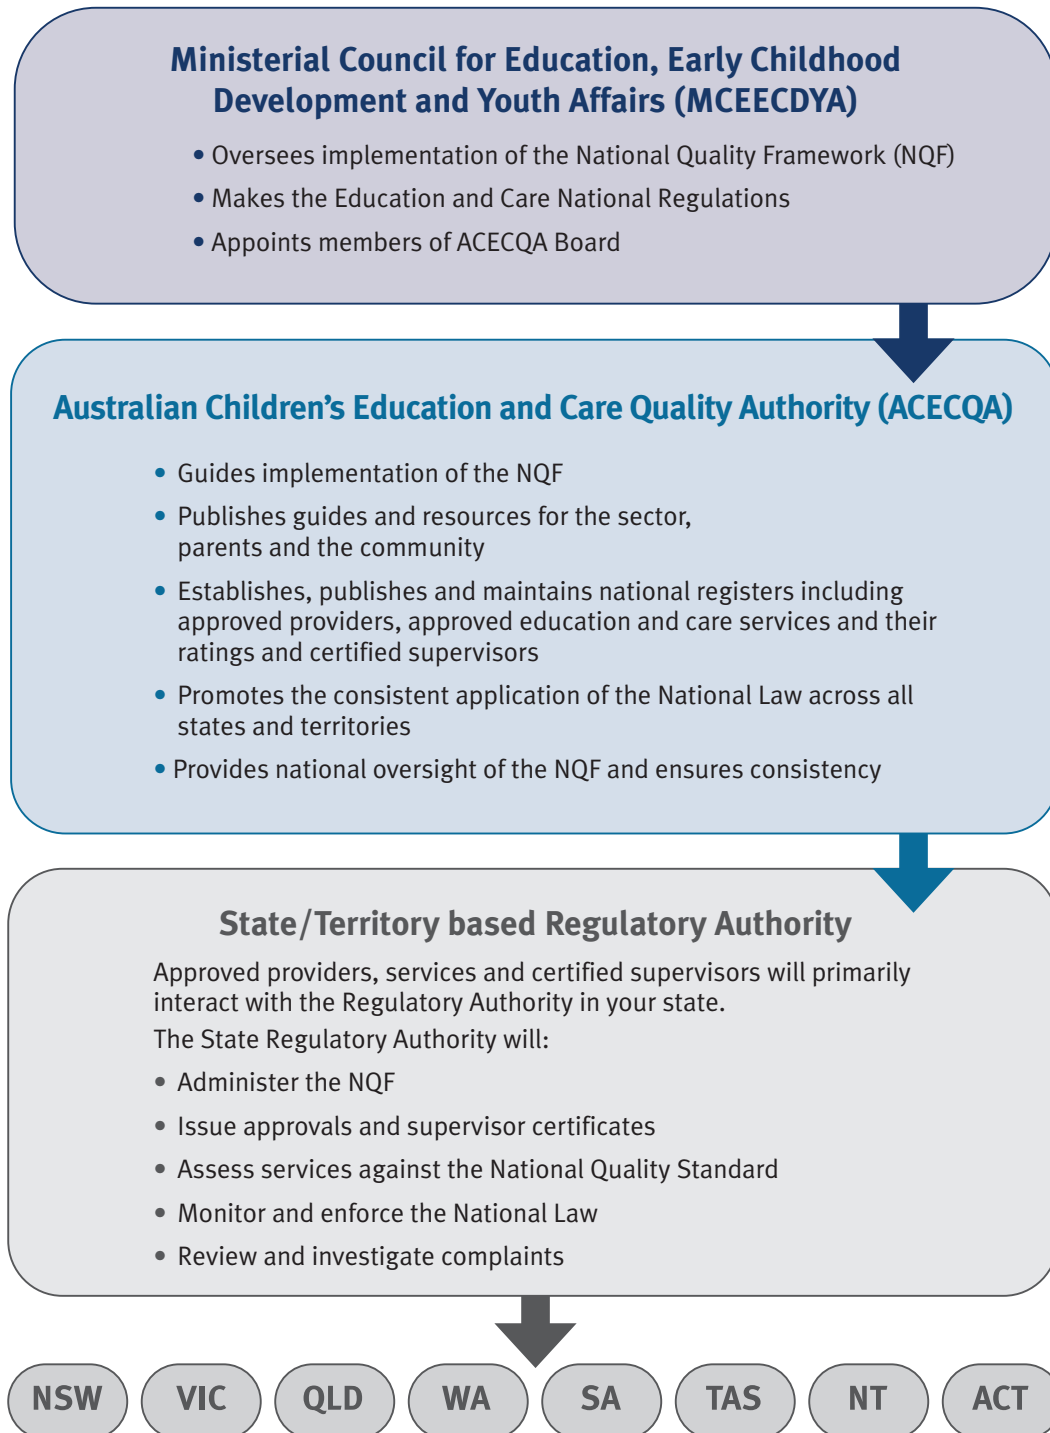 Ministerial Council for Education, Early Childhood
Development and Youth Affairs (MCEECDYA)
• Oversees implementation of the National Quality Framework (NQF)
• Makes the Education and Care National Regulations
• Appoints members of ACECQA Board
Australian Children’s Education and Care Quality Authority (ACECQA)
• Guides implementation of the NQF
• Publishes guides and resources for the sector,
parents and the community
• Establishes, publishes and maintains national registers including
approved providers, approved education and care services and their
ratings and certified supervisors
• Promotes the consistent application of the National Law across all
states and territories
• Provides national oversight of the NQF and ensures consistency
State/Territory based Regulatory Authority
Approved providers, services and certified supervisors will primarily
interact with the Regulatory Authority in your state.
The State Regulatory Authority will:
• Administer the NQF
• Issue approvals and supervisor certificates
• Assess services against the National Quality Standard
• Monitor and enforce the National Law
• Review and investigate complaints
NSW VIC QLD WA SA TAS NT ACT